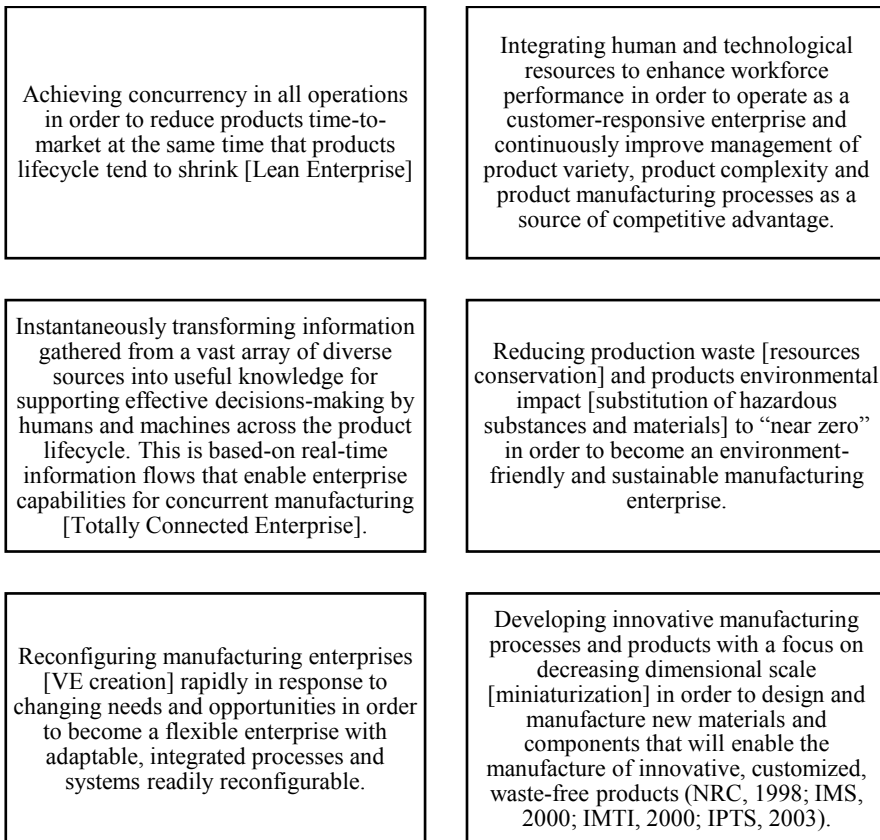 Achieving concurrency in all operations
in order to reduce products time-to-
market at the same time that products
lifecycle tend to shrink [Lean Enterprise]
Integrating human and technological
resources to enhance workforce
performance in order to operate as a
customer-responsive enterprise and
continuously improve management of
product variety, product complexity and
product manufacturing processes as a
source of competitive advantage.
Instantaneously transforming information
gathered from a vast array of diverse
sources into useful knowledge for
supporting effective decisions-making by
humans and machines across the product
lifecycle. This is based-on real-time
information flows that enable enterprise
capabilities for concurrent manufacturing
[Totally Connected Enterprise].
Reducing production waste [resources
conservation] and products environmental
impact [substitution of hazardous
substances and materials] to “near zero”
in order to become an environment-
friendly and sustainable manufacturing
enterprise.
Reconfiguring manufacturing enterprises
[VE creation] rapidly in response to
changing needs and opportunities in order
to become a flexible enterprise with
adaptable, integrated processes and
systems readily reconfigurable.
Developing innovative manufacturing
processes and products with a focus on
decreasing dimensional scale
[miniaturization] in order to design and
manufacture new materials and
components that will enable the
manufacture of innovative, customized,
waste-free products (NRC, 1998; IMS,
2000; IMTI, 2000; IPTS, 2003).